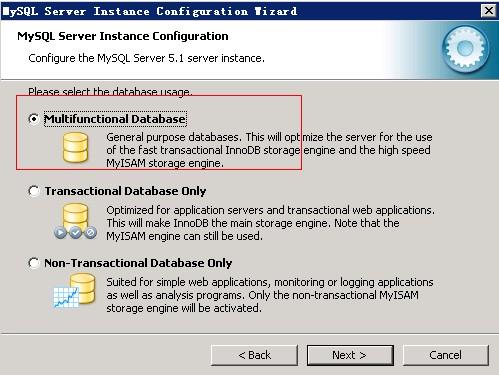 MySQL Server Instance Configuration Wizard
MySQL Server Instance Configuration
Configure the MySQL Server 5.1 server instance.
Please select the database usage.
Multifunctional Database
General purpose databases. This will optimize the server for the use
of the fast transactional InnoDB storage engine and the high speed
MyISAM storage engine.
Transactional Database Only
Optimized for application servers and transactional web applications.
This will make InnoDB the main storage engine. Note that the
MyISAM engine can still be used.
Non-Transactional Database Only
Suited for simple web applications, monitoring or logging applications
as well as analysis programs. Only the non-transactional MyISAM
storage engine will be activated.
< Back
Next >
Cancel